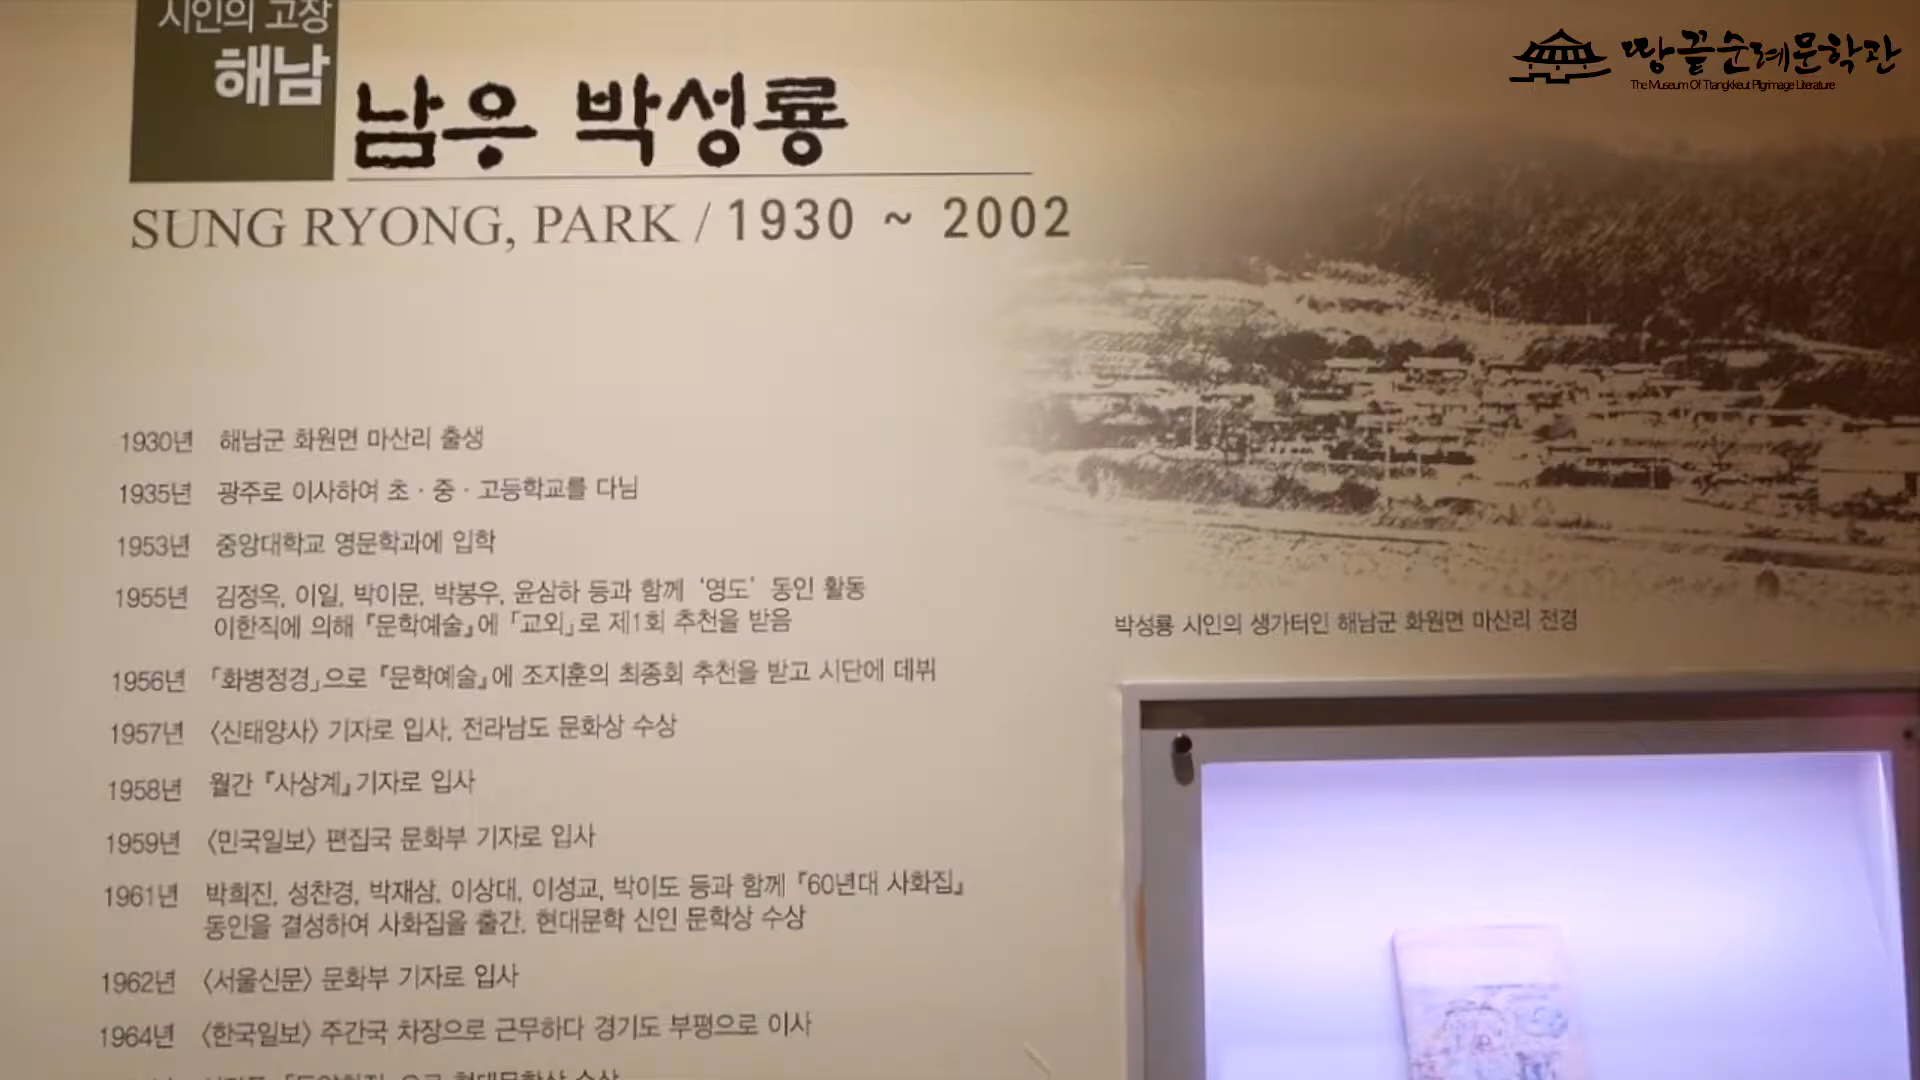 시인의 고장
해남
남응 박성룡
SUNG RYONG, PARK / 1930 ~ 2002
땅끝순례문학관
The Museum Of Ttangkkeut Pilgrimage Literature
1930년 해남군 화원면 마산리 출생
1935년 광주로 이사하여 초·중·고등학교를 다님
1953년 중앙대학교 영문학과에 입학
1955년 김정옥, 이일, 박이문, 박봉우, 윤삼하 등과 함께 ‘영도’ 동인 활동
이한직에 의해 『문학예술』에 「교외」로 제1회 추천을 받음
1956년 「화병정경」으로 『문학예술』에 조지훈의 최종회 추천을 받고 시단에 데뷔
1957년 〈신태양사〉 기자로 입사, 전라남도 문화상 수상
1958년 월간 『사상계』 기자로 입사
1959년 〈민국일보〉 편집국 문화부 기자로 입사
1961년 박희진, 성찬경, 박재삼, 이상대, 이성교, 박이도 등과 함께 『60년대 사화집』
동인을 결성하여 사화집을 출간, 현대문학 신인 문학상 수상
1962년 〈서울신문〉 문화부 기자로 입사
1964년 〈한국일보〉 주간국 차장으로 근무하다 경기도 부평으로 이사
박성룡 시인의 생가터인 해남군 화원면 마산리 전경